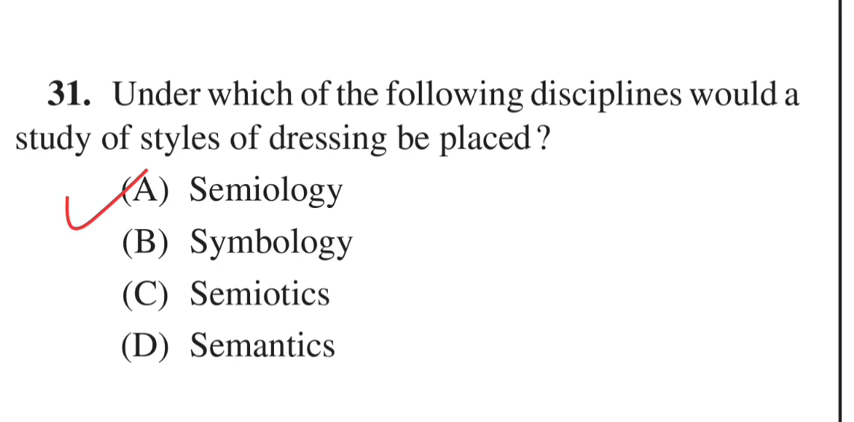 31. Under which of the following disciplines would a
study of styles of dressing be placed?
(A) Semiology
(B) Symbology
(C) Semiotics
(D) Semantics